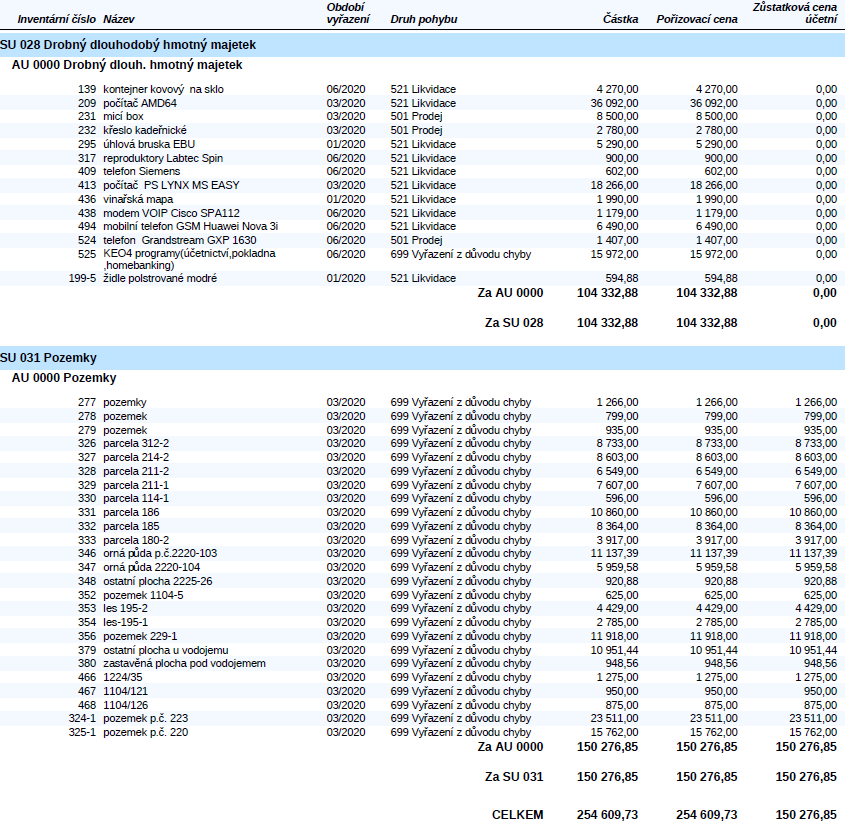 Inventární číslo Název Období vyřazení Druh pohybu Částka Pořizovací cena Zůstatková cena účetní
SU 028 Drobný dlouhodobý hmotný majetek
AU 0000 Drobný dlouh. hmotný majetek
139 kontejner kovový na sklo 06/2020 521 Likvidace 4 270,00 4 270,00 0,00
209 počítač AMD64 03/2020 521 Likvidace 36 092,00 36 092,00 0,00
231 micí box 03/2020 501 Prodej 8 500,00 8 500,00 0,00
232 křeslo kadeřnické 03/2020 501 Prodej 2 780,00 2 780,00 0,00
295 úhlová bruska EBU 01/2020 521 Likvidace 5 290,00 5 290,00 0,00
317 reproduktory Labtec Spin 06/2020 521 Likvidace 900,00 900,00 0,00
409 telefon Siemens 06/2020 521 Likvidace 602,00 602,00 0,00
413 počítač PS LYNX MS EASY 03/2020 521 Likvidace 18 266,00 18 266,00 0,00
436 vinařská mapa 01/2020 521 Likvidace 1 990,00 1 990,00 0,00
438 modem VOIP Cisco SPA112 06/2020 521 Likvidace 1 179,00 1 179,00 0,00
494 mobilní telefon GSM Huawei Nova 3i 06/2020 521 Likvidace 6 490,00 6 490,00 0,00
524 telefon Grandstream GXP 1630 06/2020 501 Prodej 1 407,00 1 407,00 0,00
525 KEO4 programy(účetnictví,pokladna 06/2020 699 Vyřazení z důvodu chyby 15 972,00 15 972,00 0,00
,homebanking)
199-5 židle polstrované modré 01/2020 521 Likvidace 594,88 594,88 0,00
Za AU 0000 104 332,88 104 332,88 0,00
Za SU 028 104 332,88 104 332,88 0,00
SU 031 Pozemky
AU 0000 Pozemky
277 pozemky 03/2020 699 Vyřazení z důvodu chyby 1 266,00 1 266,00 1 266,00
278 pozemek 03/2020 699 Vyřazení z důvodu chyby 799,00 799,00 799,00
279 pozemek 03/2020 699 Vyřazení z důvodu chyby 935,00 935,00 935,00
326 parcela 312-2 03/2020 699 Vyřazení z důvodu chyby 8 733,00 8 733,00 8 733,00
327 parcela 214-2 03/2020 699 Vyřazení z důvodu chyby 8 603,00 8 603,00 8 603,00
328 parcela 211-2 03/2020 699 Vyřazení z důvodu chyby 6 549,00 6 549,00 6 549,00
329 parcela 211-1 03/2020 699 Vyřazení z důvodu chyby 7 607,00 7 607,00 7 607,00
330 parcela 114-1 03/2020 699 Vyřazení z důvodu chyby 596,00 596,00 596,00
331 parcela 186 03/2020 699 Vyřazení z důvodu chyby 10 860,00 10 860,00 10 860,00
332 parcela 185 03/2020 699 Vyřazení z důvodu chyby 8 364,00 8 364,00 8 364,00
333 parcela 180-2 03/2020 699 Vyřazení z důvodu chyby 3 917,00 3 917,00 3 917,00
346 orná půda p.č.2220-103 03/2020 699 Vyřazení z důvodu chyby 11 137,39 11 137,39 11 137,39
347 orná půda 2220-104 03/2020 699 Vyřazení z důvodu chyby 5 959,58 5 959,58 5 959,58
348 ostatní plocha 2225-26 03/2020 699 Vyřazení z důvodu chyby 920,88 920,88 920,88
352 pozemek 1104-5 03/2020 699 Vyřazení z důvodu chyby 625,00 625,00 625,00
353 les 195-2 03/2020 699 Vyřazení z důvodu chyby 4 429,00 4 429,00 4 429,00
354 les-195-1 03/2020 699 Vyřazení z důvodu chyby 2 785,00 2 785,00 2 785,00
356 pozemek 229-1 03/2020 699 Vyřazení z důvodu chyby 11 918,00 11 918,00 11 918,00
379 ostatní plocha u vodojemu 03/2020 699 Vyřazení z důvodu chyby 10 951,44 10 951,44 10 951,44
380 zastavěná plocha pod vodojemem 03/2020 699 Vyřazení z důvodu chyby 948,56 948,56 948,56
466 1224/35 03/2020 699 Vyřazení z důvodu chyby 1 275,00 1 275,00 1 275,00
467 1104/121 03/2020 699 Vyřazení z důvodu chyby 950,00 950,00 950,00
468 1104/126 03/2020 699 Vyřazení z důvodu chyby 875,00 875,00 875,00
324-1 pozemek p.č. 223 03/2020 699 Vyřazení z důvodu chyby 23 511,00 23 511,00 23 511,00
325-1 pozemek p.č. 220 03/2020 699 Vyřazení z důvodu chyby 15 762,00 15 762,00 15 762,00
Za AU 0000 150 276,85 150 276,85 150 276,85
Za SU 031 150 276,85 150 276,85 150 276,85
CELKEM 254 609,73 254 609,73 150 276,85